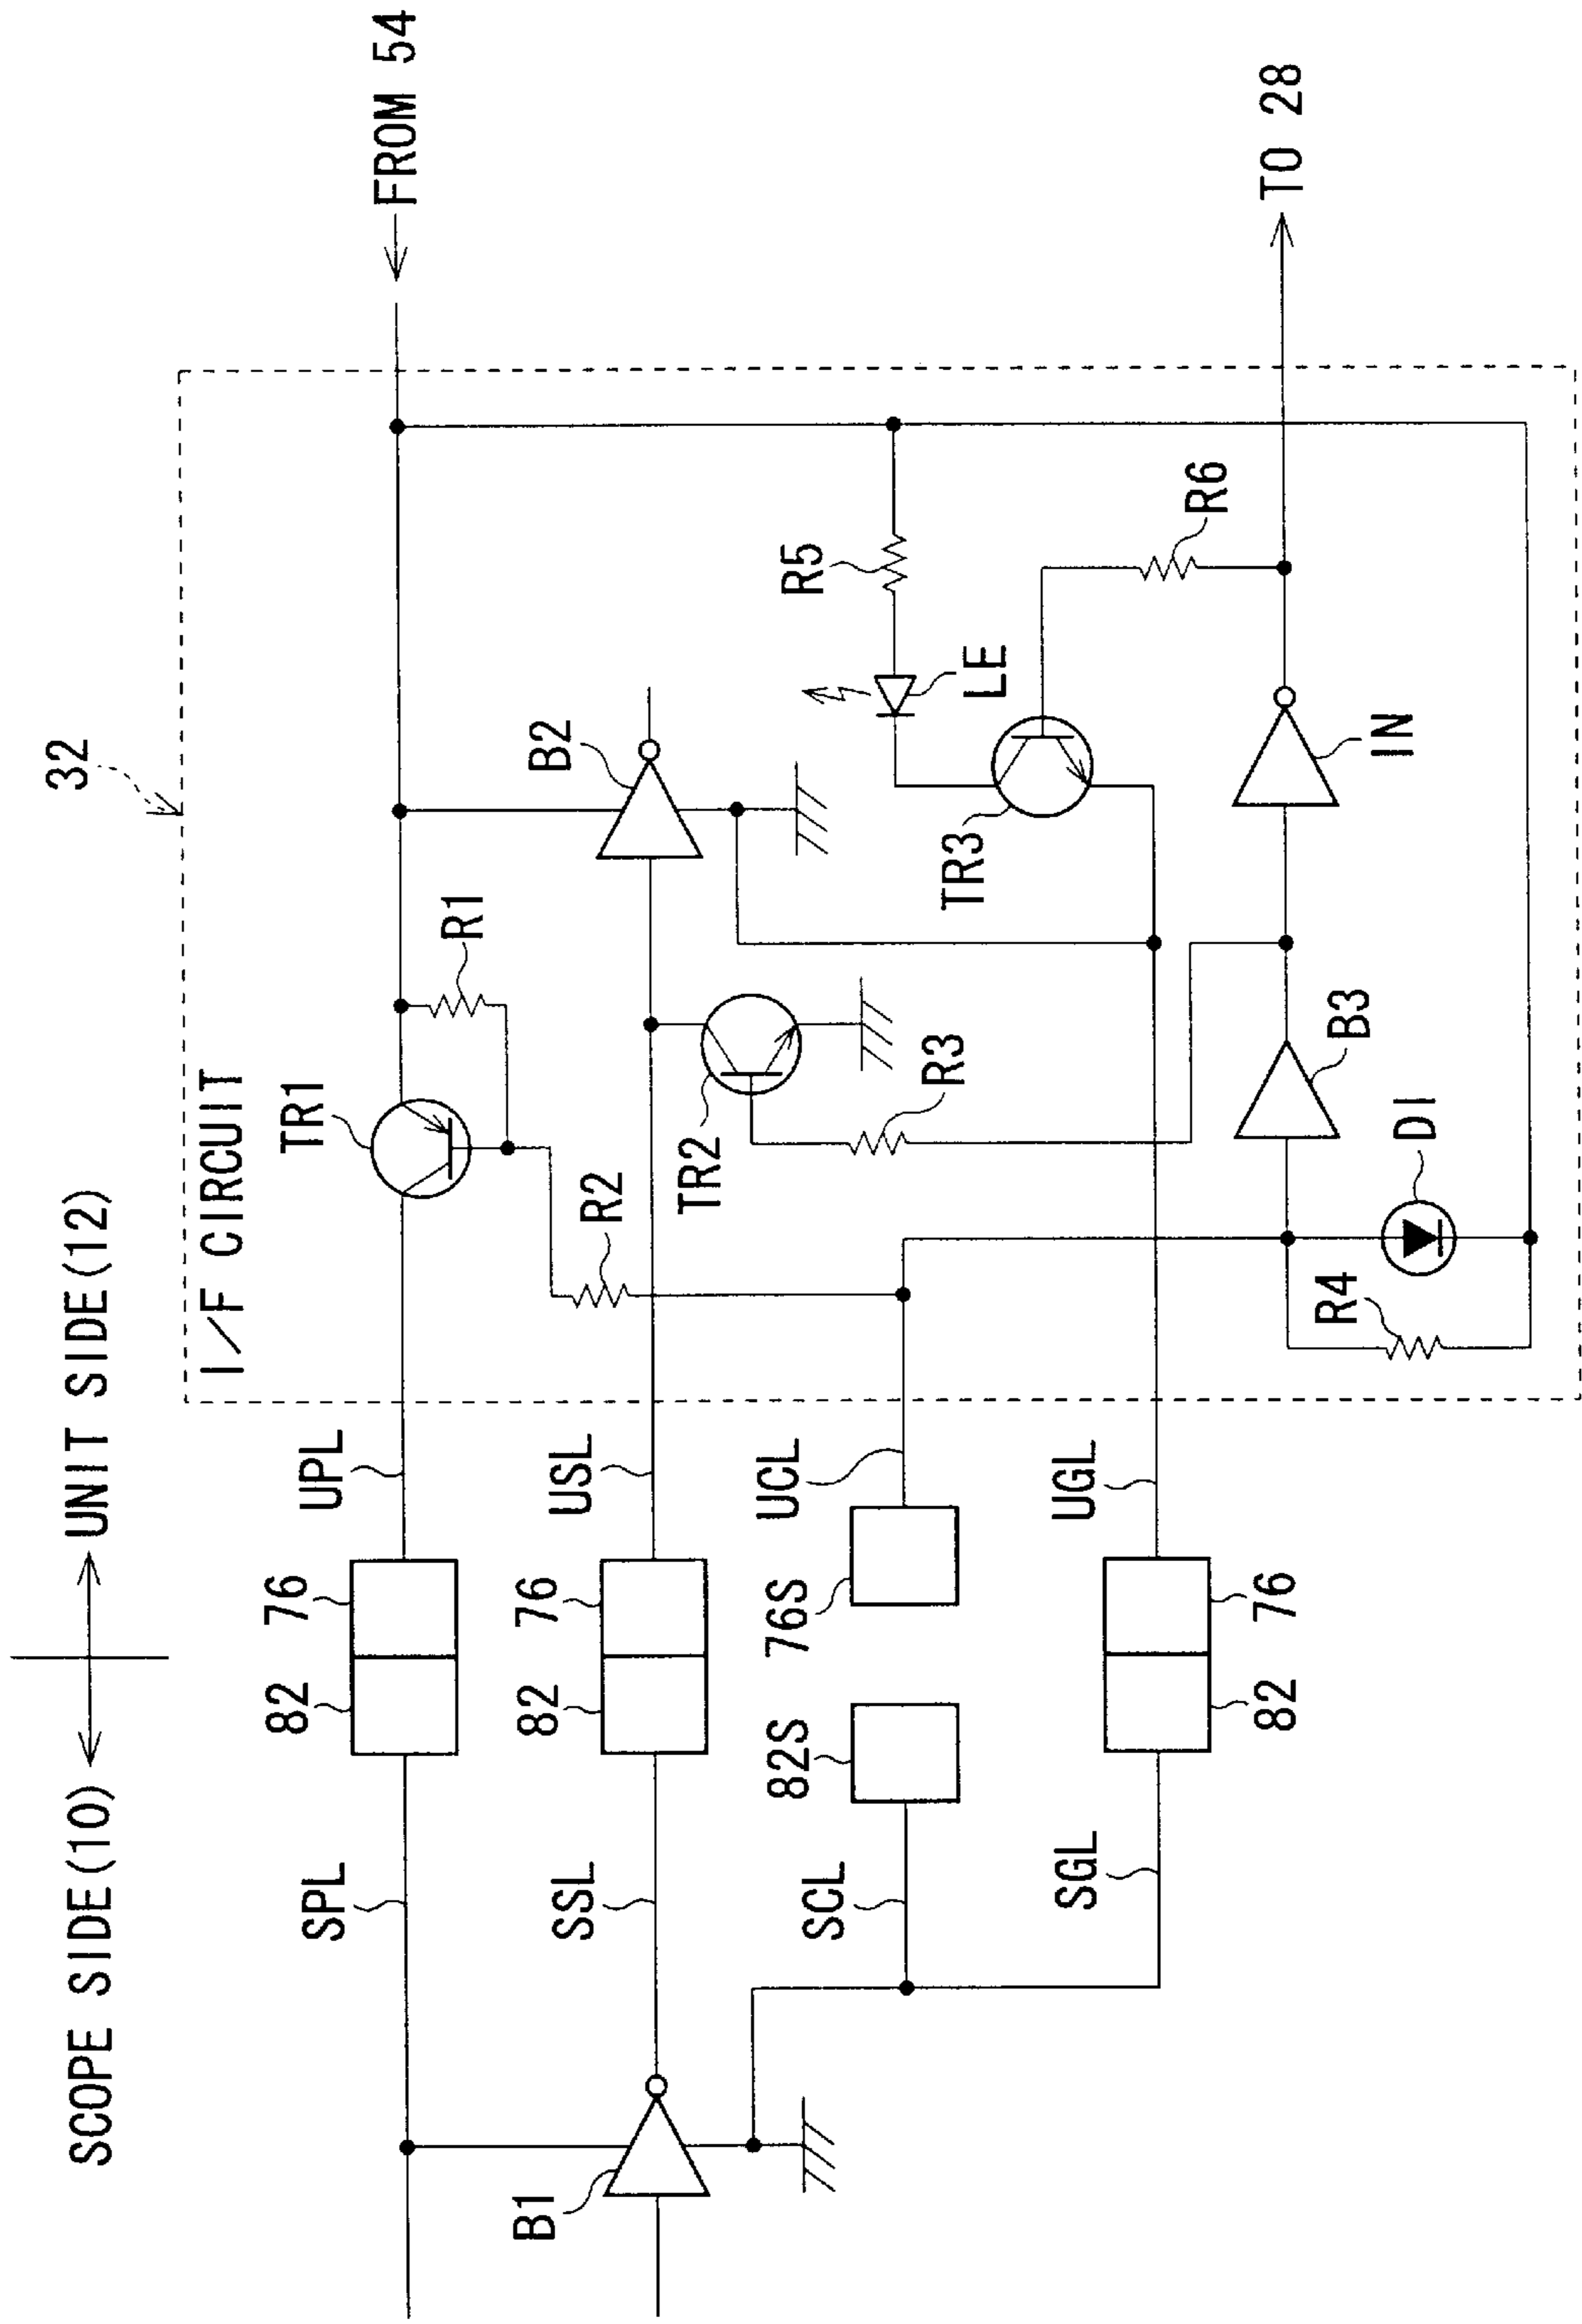 SCOPE SIDE(10)
UNIT SIDE(12)
32
I/F CIRCUIT
FROM 54
SPL
82
76
UPL
TR1
R1
B1
SSL
82
76
USL
R2
TR2
B2
R3
R5
LE
TR3
SCL
82S
76S
UCL
SGL
82
76
UGL
R4
DI
B3
IN
R6
TO 28